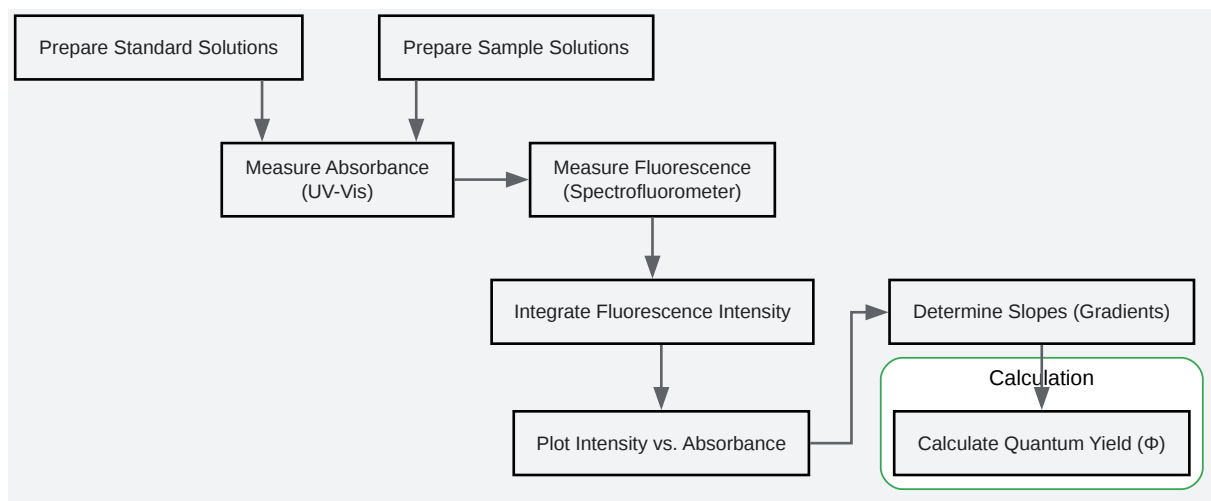 Prepare Standard Solutions
Prepare Sample Solutions
Measure Absorbance
(UV-Vis)
Measure Fluorescence
(Spectrofluorometer)
Integrate Fluorescence Intensity
Determine Slopes (Gradients)
Calculation
Plot Intensity vs. Absorbance
Calculate Quantum Yield (Φ)